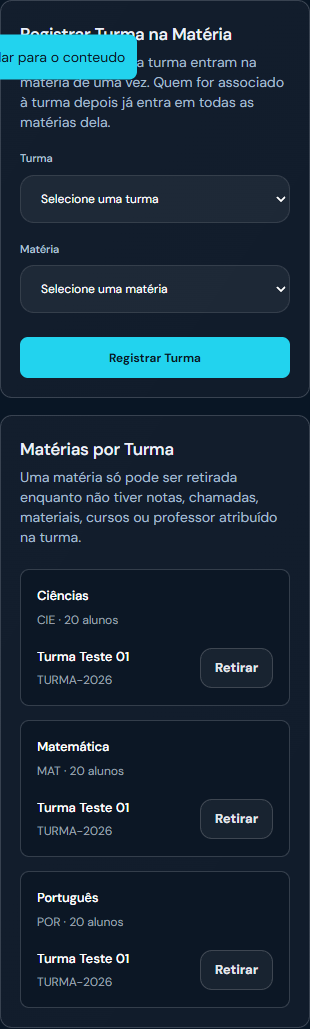 Registrar Turma na Matéria
lar para o conteudo
a turma entram na
matéria de uma vez. Quem for associado
à turma depois já entra em todas as
matérias dela.
Turma
Selecione uma turma
Matéria
Selecione uma matéria
Registrar Turma
Matérias por Turma
Uma matéria só pode ser retirada
enquanto não tiver notas, chamadas,
materiais, cursos ou professor atribuído
na turma.
Ciências
CIE · 20 alunos
Turma Teste 01
Retirar
TURMA-2026
Matemática
MAT · 20 alunos
Turma Teste 01
Retirar
TURMA-2026
Português
POR · 20 alunos
Turma Teste 01
Retirar
TURMA-2026